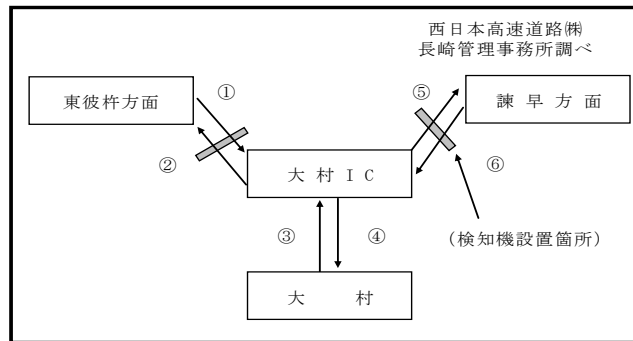 西日本高速道路㈱
長崎管理事務所調べ
東彼杵方面
①
②
⑤
諫早方面
⑥
大村IC
(検知機設置箇所)
③
④
大　　村